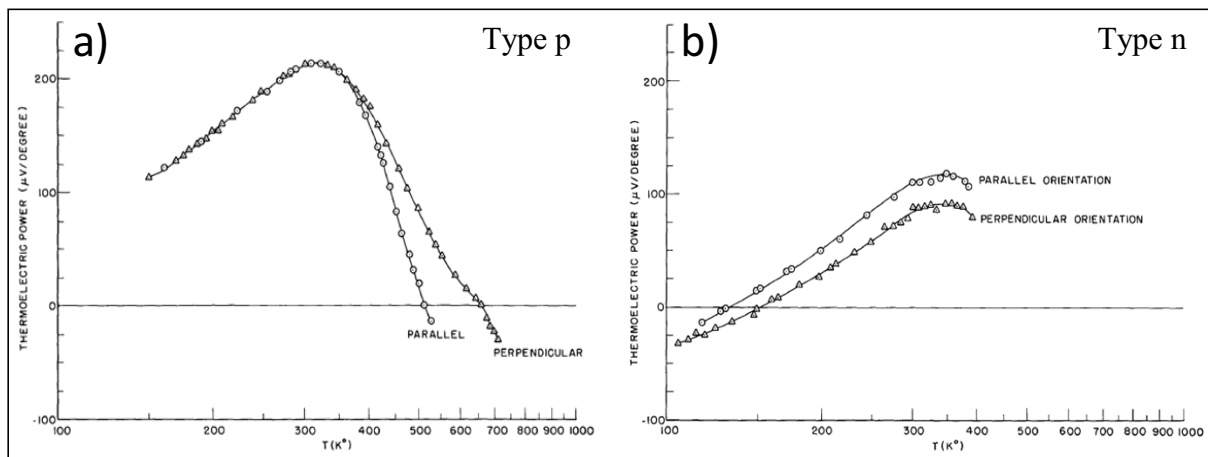 a)
Type p
THERMOELECTRIC POWER (μV/DEGREE)
200
100
0
-100
100
200
300
400
500
600
700
800
900
1000
T(K°)
PARALLEL
PERPENDICULAR
b)
Type n
THERMOELECTRIC POWER (μV/DEGREE)
200
100
0
-100
100
200
300
400
500
600
700
800
900
1000
T(K°)
PARALLEL ORIENTATION
PERPENDICULAR ORIENTATION